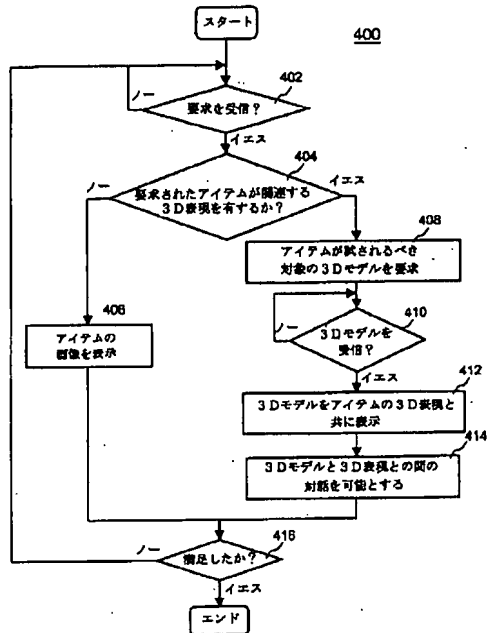 スタート
400
402
ノー
要求を受信?
イエス
404
ノー
イエス
要求されたアイテムが関連する
3D表現を有するか?
408
アイテムが試されるべき
対象の3Dモデルを要求
406
410
アイテムの
画像を表示
ノー
3Dモデルを
受信?
イエス
412
3Dモデルをアイテムの3D表現と
共に表示
414
3Dモデルと3D表現との間の
対話を可能とする
ノー
416
満足したか?
イエス
エンド